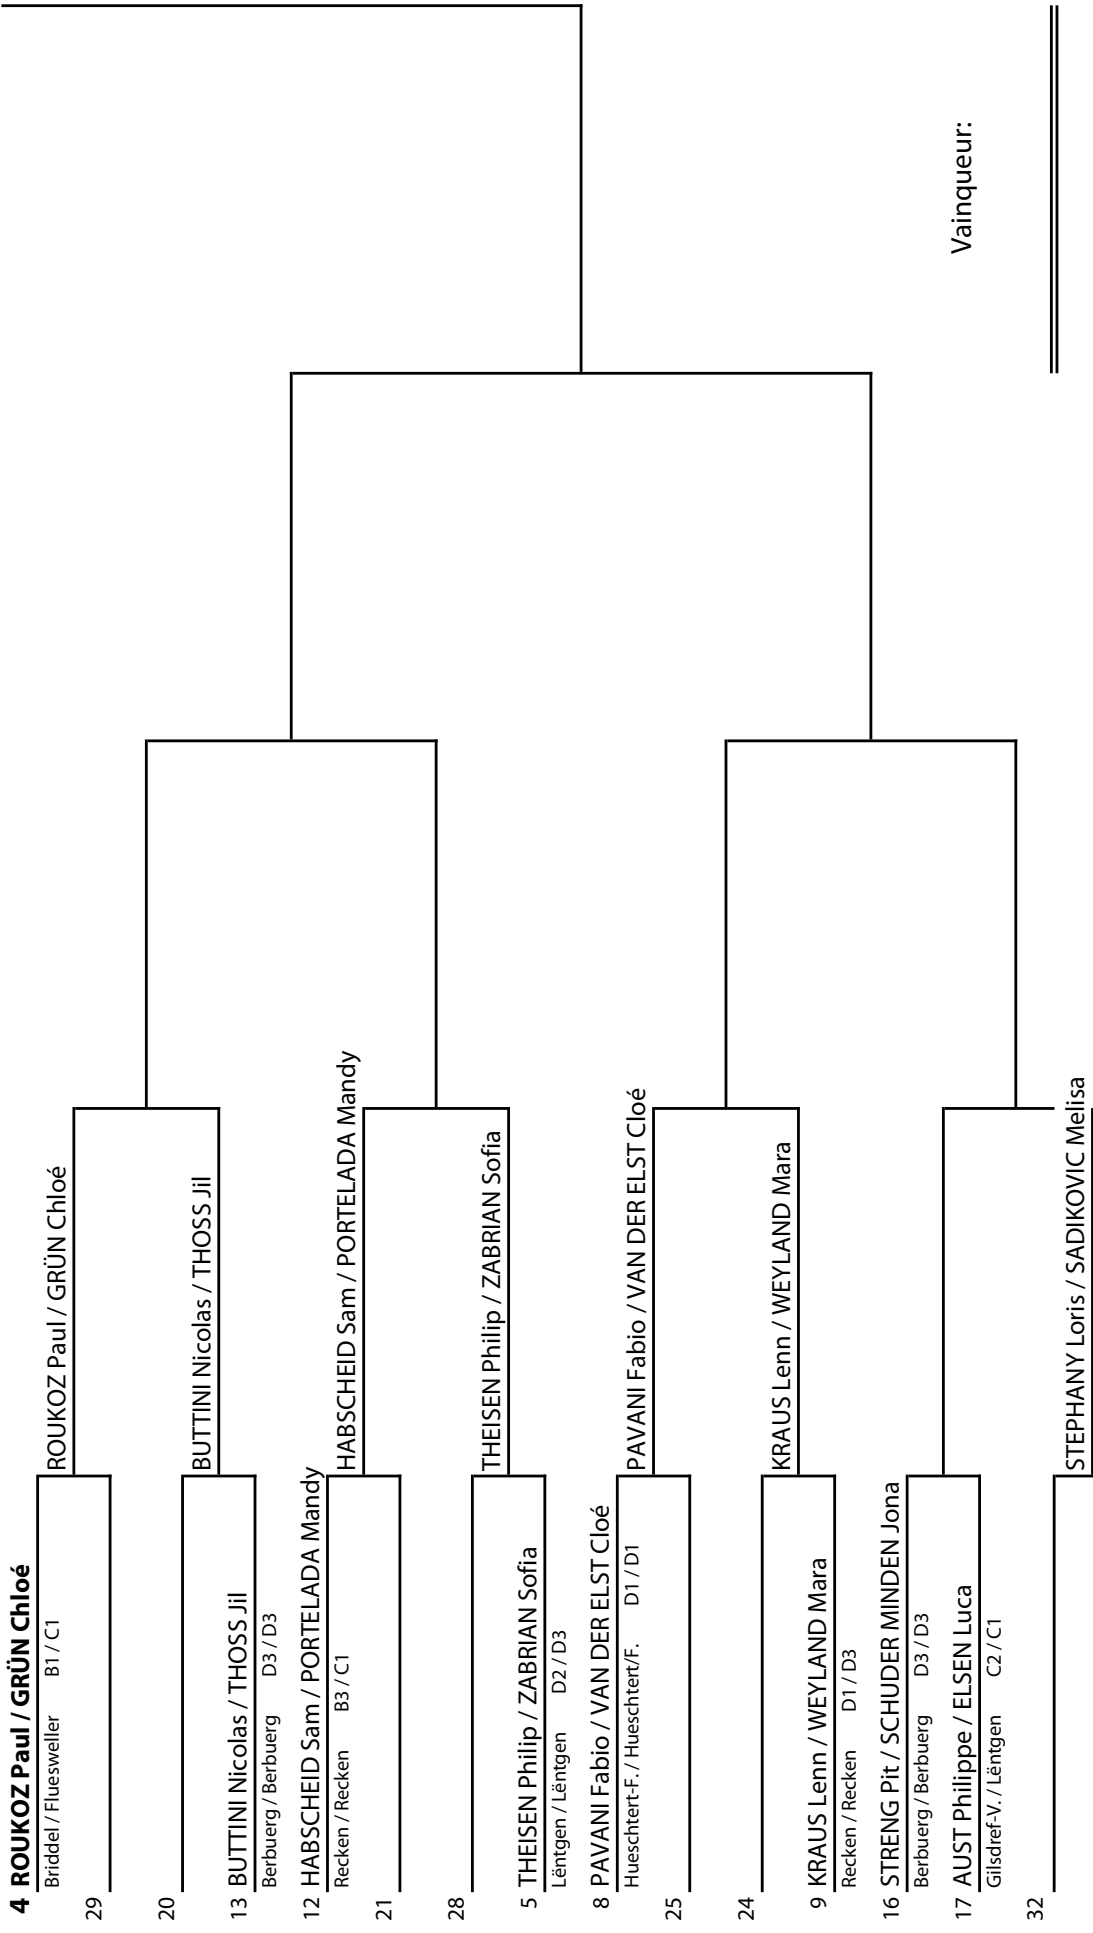 4 ROUKOZ Paul / GRÜN Chloé
Briddel / Fluesweller B1 / C1
ROUKOZ Paul / GRÜN Chloé
29
20
BUTTINI Nicolas / THOSS Jil
13 BUTTINI Nicolas / THOSS Jil
Berbuerg / Berbuerg D3 / D3
12 HABSCHEID Sam / PORTELADA Mandy
Recken / Recken B3 / C1
HABSCHEID Sam / PORTELADA Mandy
21
28
THEISEN Philip / ZABRIAN Sofia
5 THEISEN Philip / ZABRIAN Sofia
Lëntgen / Lëntgen D2 / D3
8 PAVANI Fabio / VAN DER ELST Cloé
Hueschtert-F. / Hueschtert/F. D1 / D1
PAVANI Fabio / VAN DER ELST Cloé
25
24
KRAUS Lenn / WEYLAND Mara
9 KRAUS Lenn / WEYLAND Mara
Recken / Recken D1 / D3
16 STRENG Pit / SCHUDER MINDEN Jona
Berbuerg / Berbuerg D3 / D3
17 AUST Philippe / ELSEN Luca
Gilsdref-V. / Lëntgen C2 / C1
32
STEPHANY Loris / SADIKOVIC Melisa
Vainqueur: